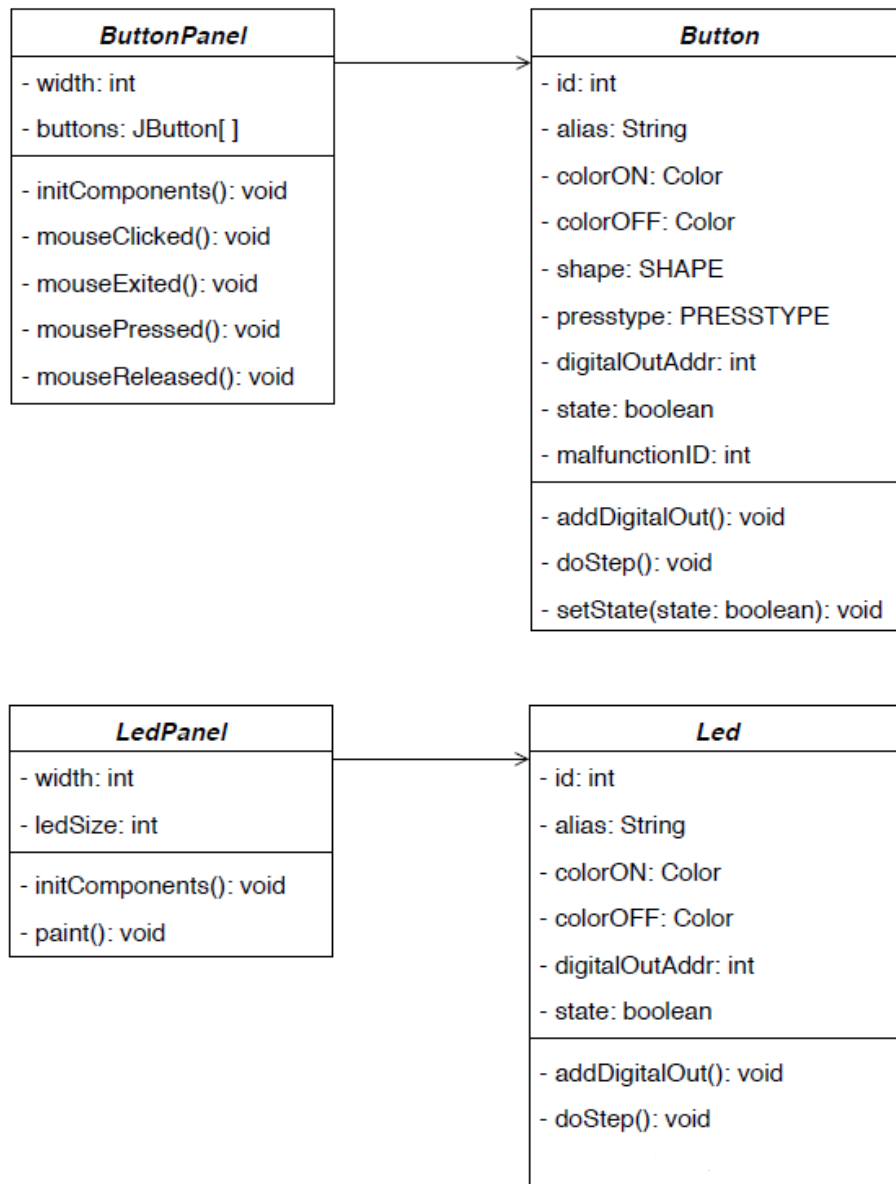 ButtonPanel
- width: int
- buttons: JButton[ ]
- initComponents(): void
- mouseClicked(): void
- mouseExited(): void
- mousePressed(): void
- mouseReleased(): void
Button
- id: int
- alias: String
- colorON: Color
- colorOFF: Color
- shape: SHAPE
- presstype: PRESSTYPE
- digitalOutAddr: int
- state: boolean
- malfunctionID: int
- addDigitalOut(): void
- doStep(): void
- setState(state: boolean): void
LedPanel
- width: int
- ledSize: int
- initComponents(): void
- paint(): void
Led
- id: int
- alias: String
- colorON: Color
- colorOFF: Color
- digitalOutAddr: int
- state: boolean
- addDigitalOut(): void
- doStep(): void